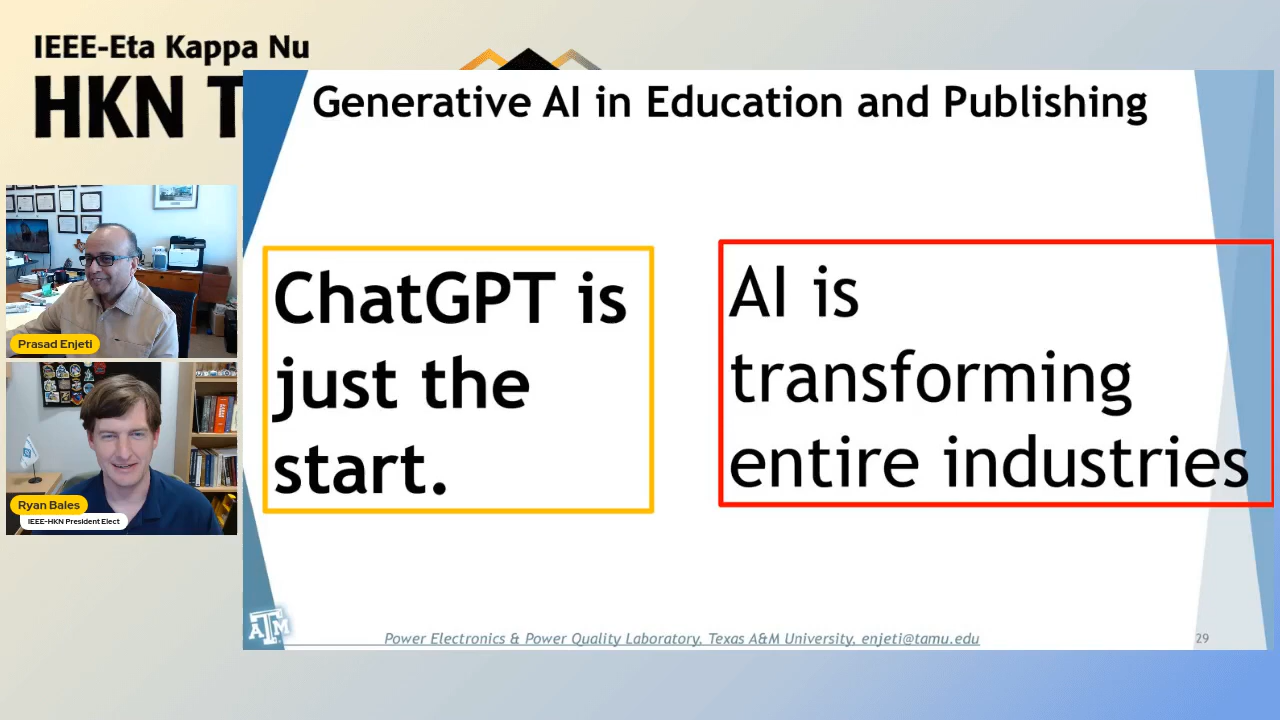 IEEE-Eta Kappa Nu
HKN T
Generative AI in Education and Publishing
ChatGPT is
just the
start.
AI is
transforming
entire industries
Prasad Enjeti
Ryan Bales
IEEE-HKN President Elect
A&M
Power Electronics & Power Quality Laboratory, Texas A&M University, enjeti@tamu.edu
29